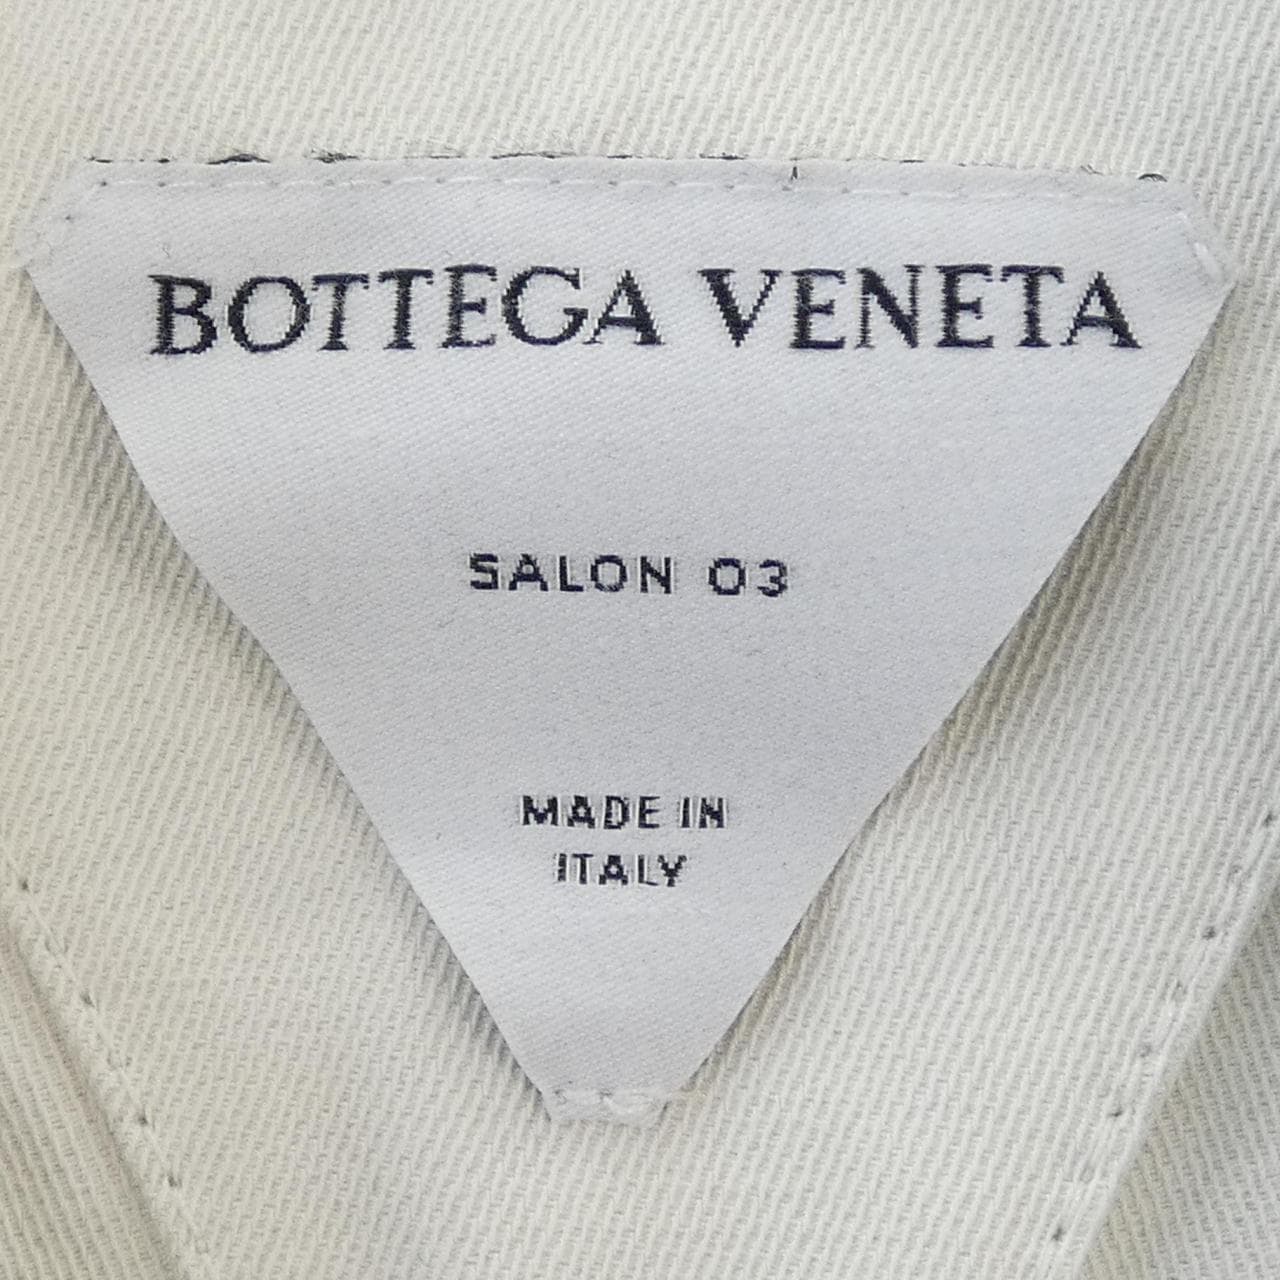 BOTTEGA VENETA
SALON 03
MADE IN
ITALY